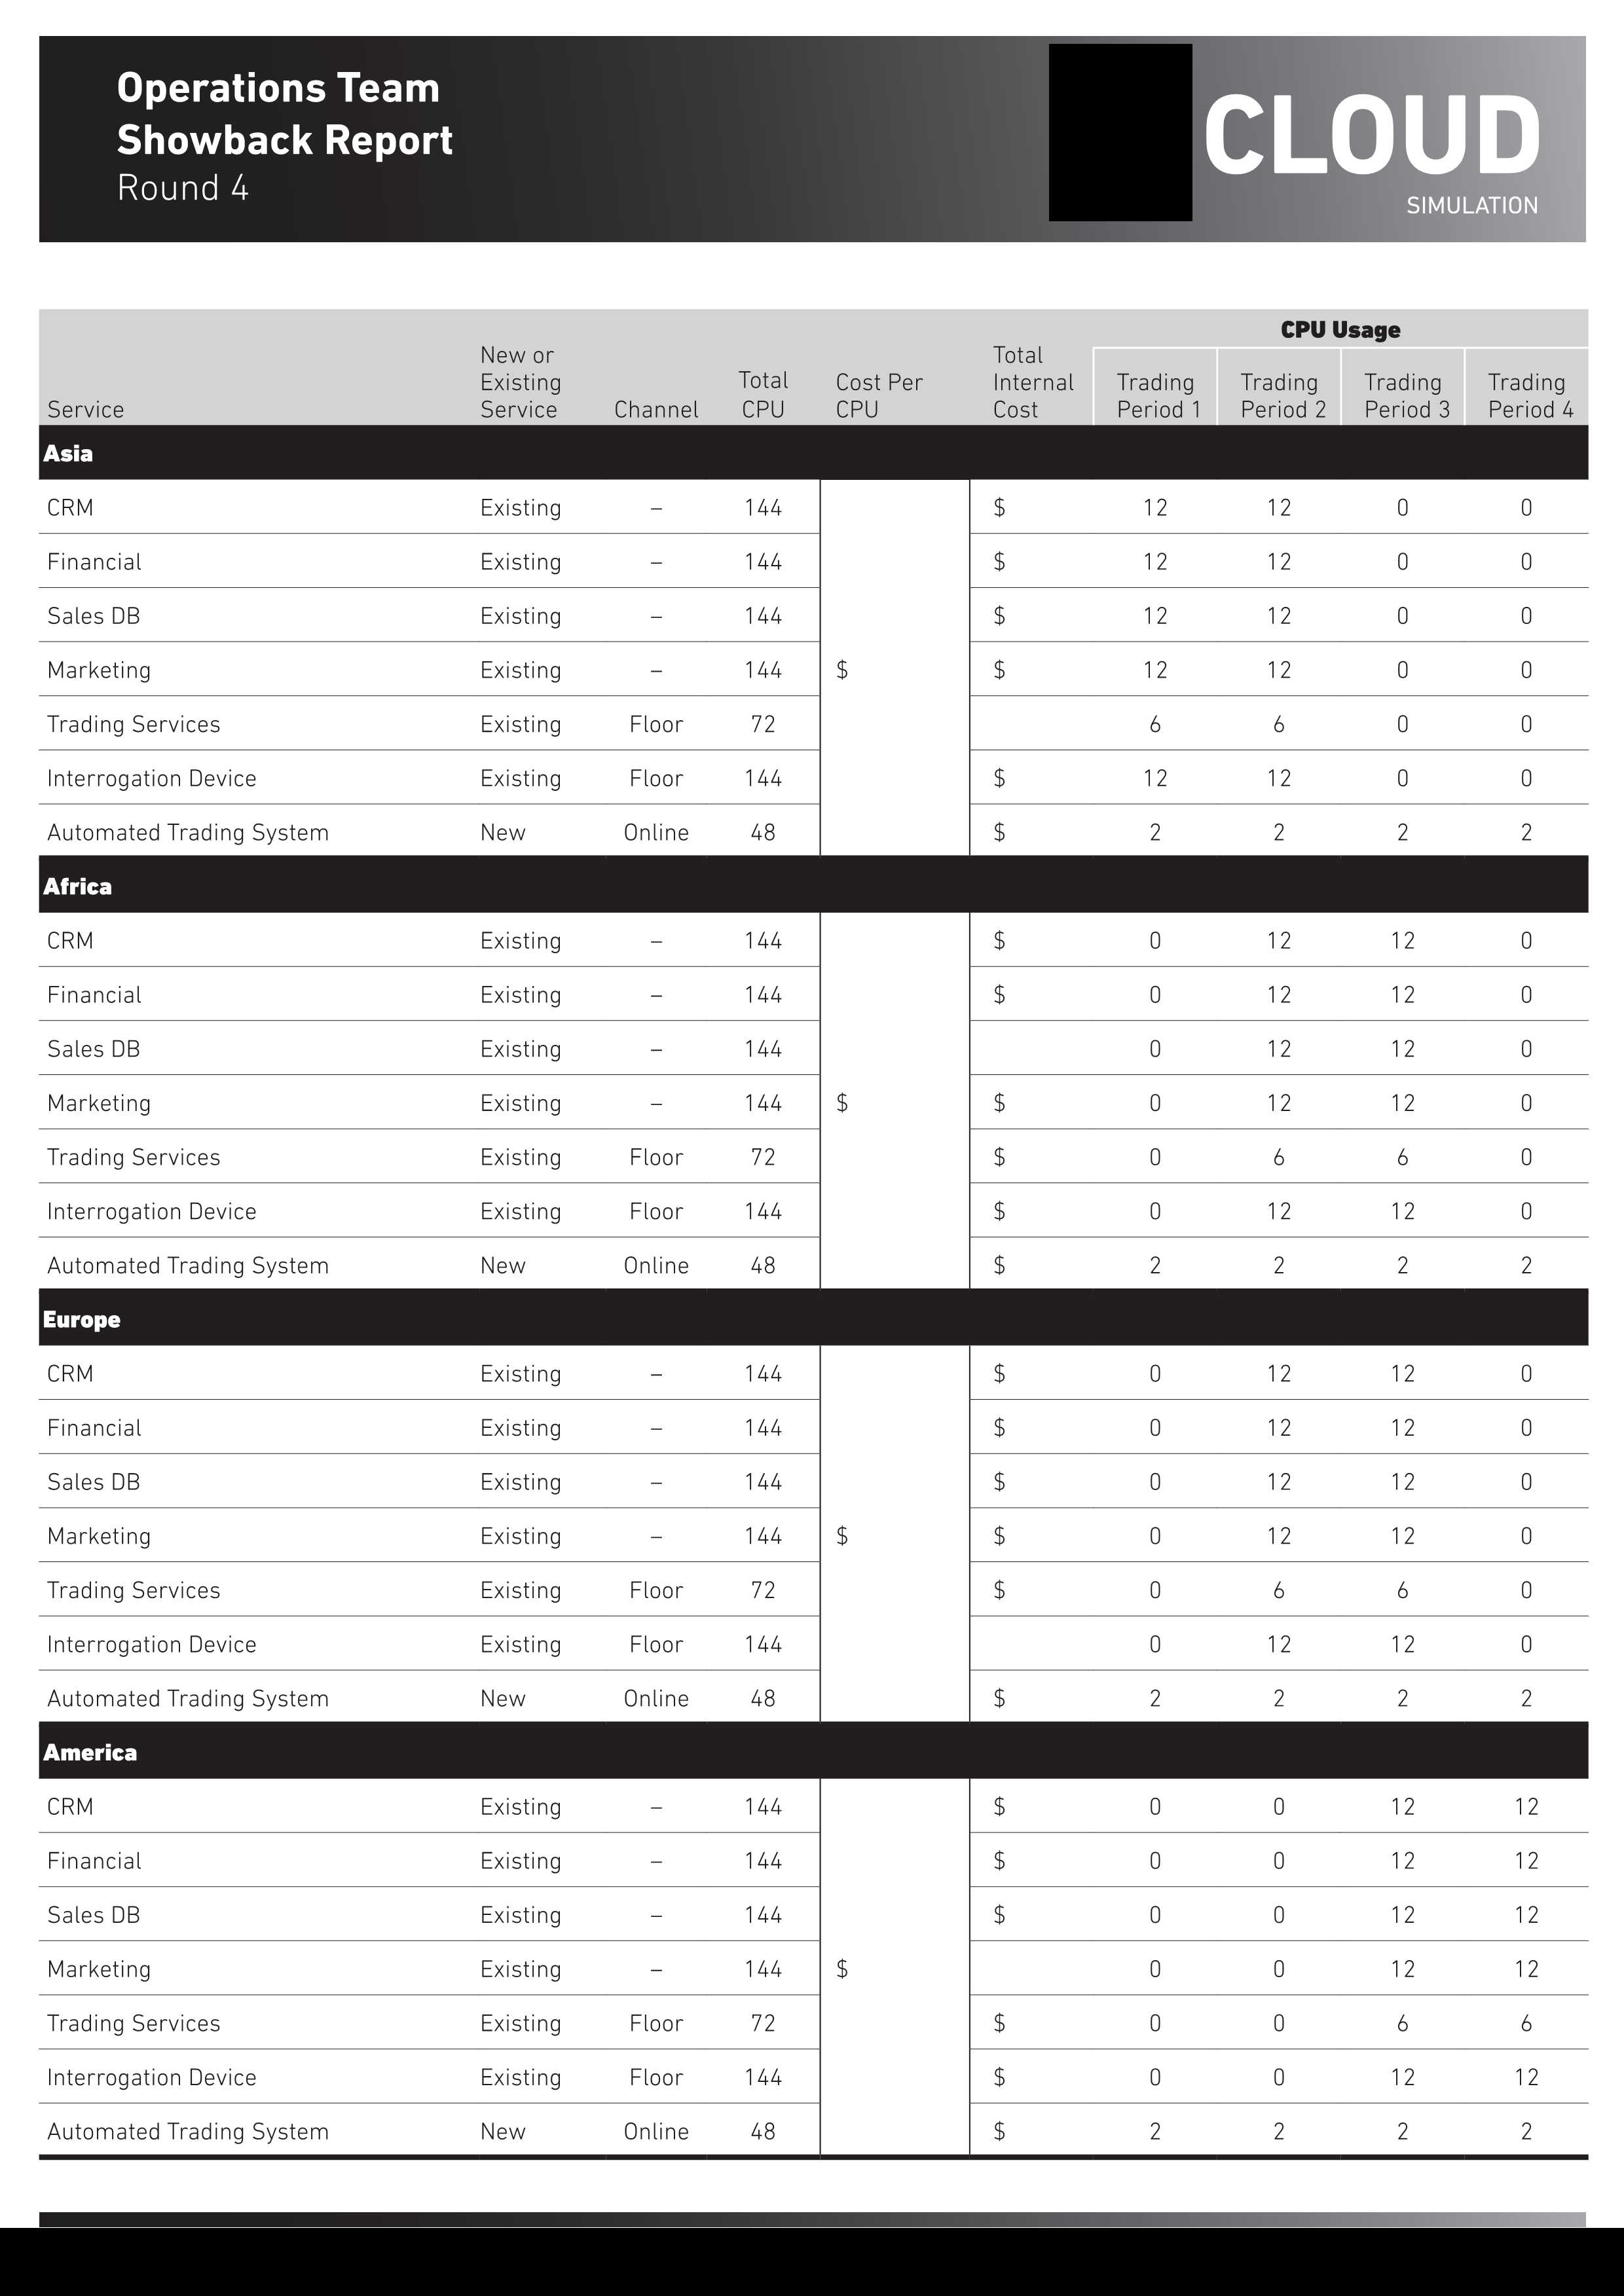 Operations Team
Showback Report
Round 4
CLOUD
SIMULATION
CPU Usage
Service New or Existing Service Channel Total CPU Cost Per CPU Total Internal Cost Trading Period 1 Trading Period 2 Trading Period 3 Trading Period 4
Asia
CRM Existing – 144 $ 12 12 0 0
Financial Existing – 144 $ 12 12 0 0
Sales DB Existing – 144 $ 12 12 0 0
Marketing Existing – 144 $ $ 12 12 0 0
Trading Services Existing Floor 72 6 6 0 0
Interrogation Device Existing Floor 144 $ 12 12 0 0
Automated Trading System New Online 48 $ 2 2 2 2
Africa
CRM Existing – 144 $ 0 12 12 0
Financial Existing – 144 $ 0 12 12 0
Sales DB Existing – 144 0 12 12 0
Marketing Existing – 144 $ $ 0 12 12 0
Trading Services Existing Floor 72 $ 0 6 6 0
Interrogation Device Existing Floor 144 $ 0 12 12 0
Automated Trading System New Online 48 $ 2 2 2 2
Europe
CRM Existing – 144 $ 0 12 12 0
Financial Existing – 144 $ 0 12 12 0
Sales DB Existing – 144 $ 0 12 12 0
Marketing Existing – 144 $ $ 0 12 12 0
Trading Services Existing Floor 72 $ 0 6 6 0
Interrogation Device Existing Floor 144 0 12 12 0
Automated Trading System New Online 48 $ 2 2 2 2
America
CRM Existing – 144 $ 0 0 12 12
Financial Existing – 144 $ 0 0 12 12
Sales DB Existing – 144 $ 0 0 12 12
Marketing Existing – 144 $ 0 0 12 12
Trading Services Existing Floor 72 $ 0 0 6 6
Interrogation Device Existing Floor 144 $ 0 0 12 12
Automated Trading System New Online 48 $ 2 2 2 2